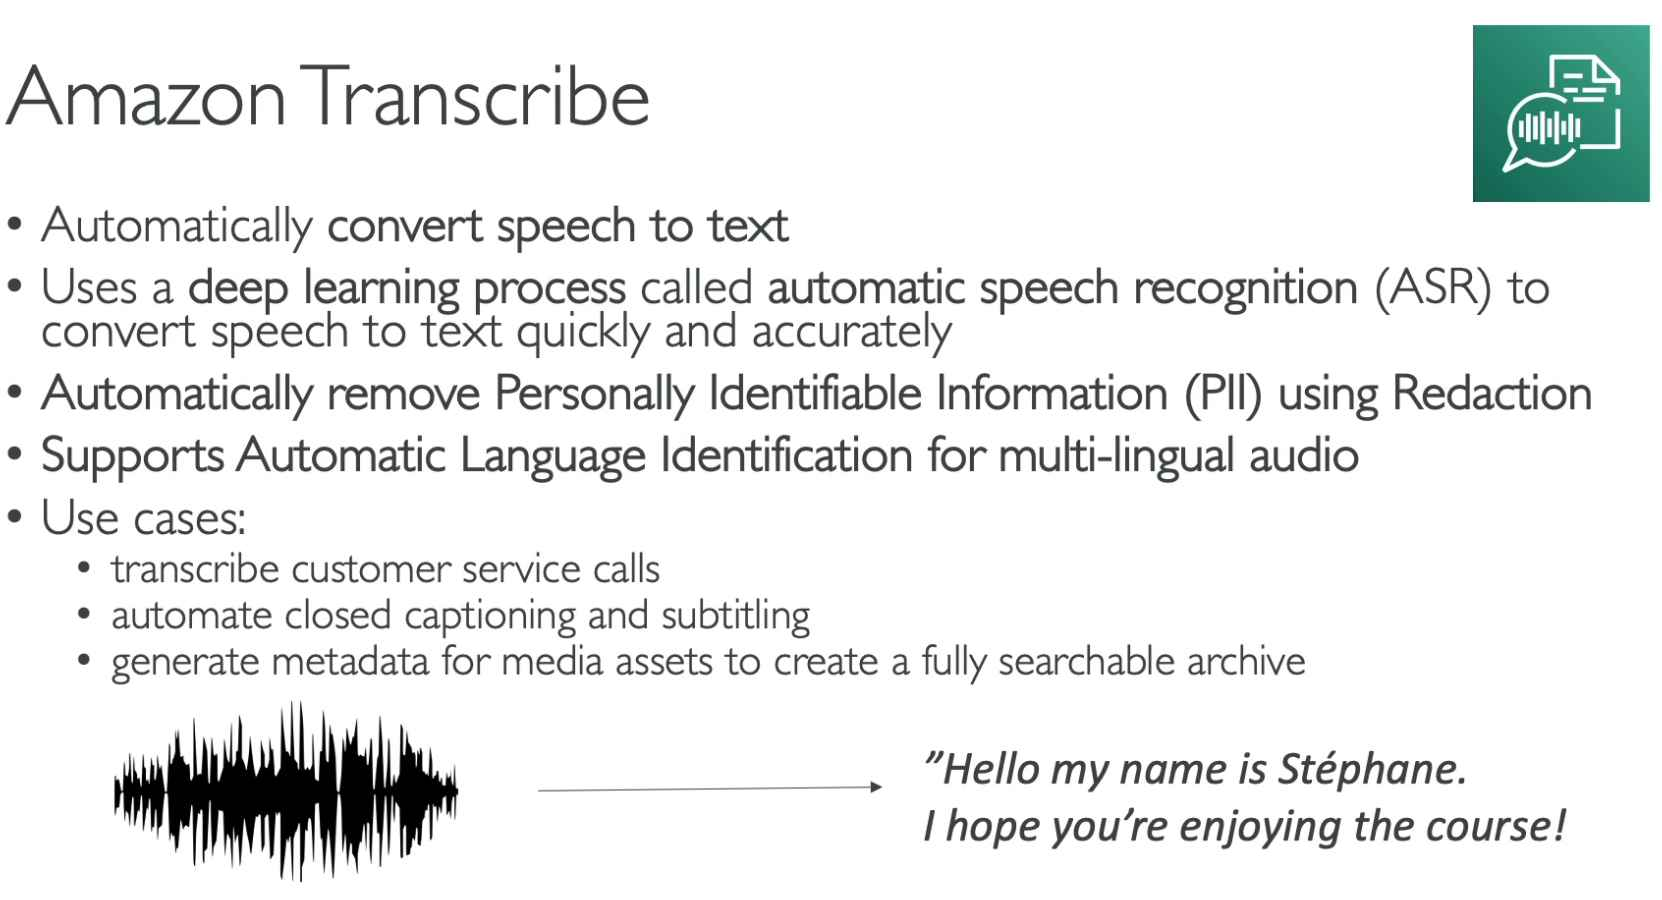 Amazon Transcribe
• Automatically convert speech to text
• Uses a deep learning process called automatic speech recognition (ASR) to
convert speech to text quickly and accurately
• Automatically remove Personally Identifiable Information (PII) using Redaction
• Supports Automatic Language Identification for multi-lingual audio
• Use cases:
• transcribe customer service calls
• automate closed captioning and subtitling
• generate metadata for media assets to create a fully searchable archive
”Hello my name is Stéphane.
I hope you’re enjoying the course!